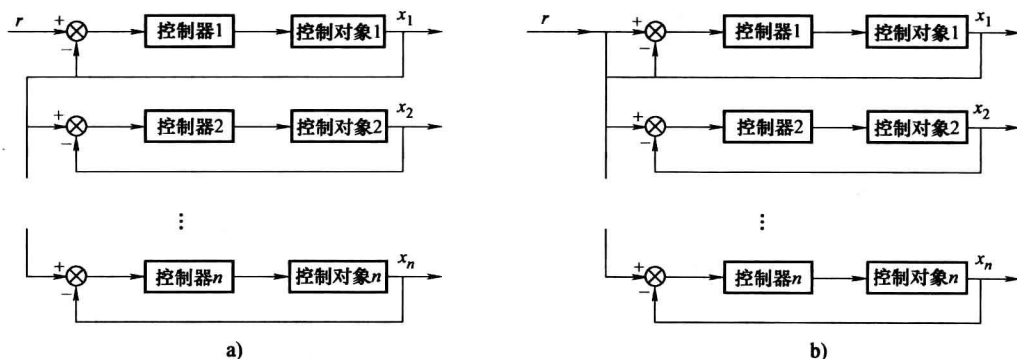 r
+
−
控制器1
控制对象1
x₁
+
−
控制器2
控制对象2
x₂
⋮
+
−
控制器n
控制对象n
xₙ
a)
r
+
−
控制器1
控制对象1
x₁
+
−
控制器2
控制对象2
x₂
⋮
+
−
控制器n
控制对象n
xₙ
b)